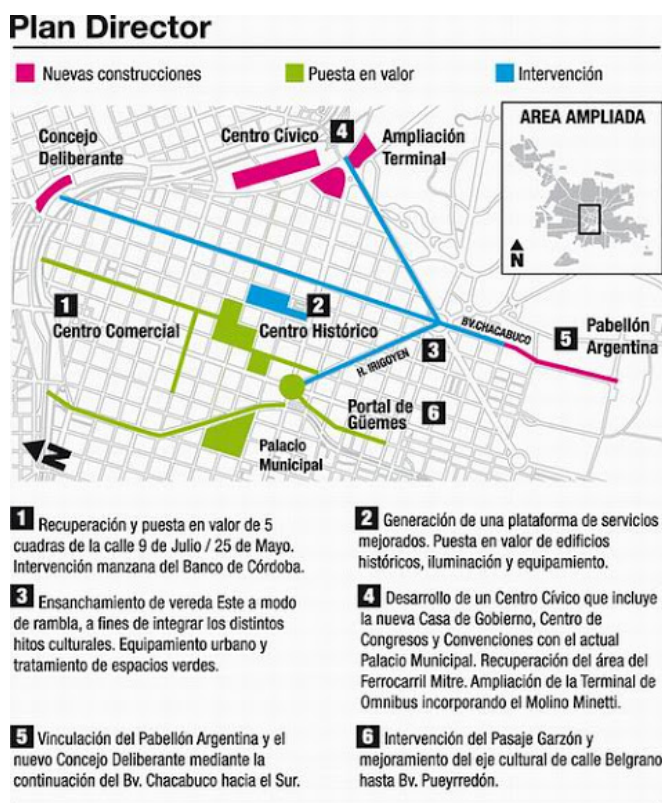 Plan Director
Nuevas construcciones
Puesta en valor
Intervención
AREA AMPLIADA
N
Concejo
Deliberante
Centro Cívico
4
Ampliación
Terminal
1
Centro Comercial
2
Centro Histórico
3
BV.CHACABUCO
H. IRIGOYEN
5
Pabellón
Argentina
Portal de
Güemes
6
Palacio
Municipal
N
1 Recuperación y puesta en valor de 5
cuadras de la calle 9 de Julio / 25 de Mayo.
Intervención manzana del Banco de Córdoba.
2 Generación de una plataforma de servicios
mejorados. Puesta en valor de edificios
históricos, iluminación y equipamiento.
3 Ensanchamiento de vereda Este a modo
de rambla, a fines de integrar los distintos
hitos culturales. Equipamiento urbano y
tratamiento de espacios verdes.
4 Desarrollo de un Centro Cívico que incluye
la nueva Casa de Gobierno, Centro de
Congresos y Convenciones con el actual
Palacio Municipal. Recuperación del área del
Ferrocarril Mitre. Ampliación de la Terminal de
Omnibus incorporando el Molino Minetti.
5 Vinculación del Pabellón Argentina y el
nuevo Concejo Deliberante mediante la
continuación del Bv. Chacabuco hacia el Sur.
6 Intervención del Pasaje Garzón y
mejoramiento del eje cultural de calle Belgrano
hasta Bv. Pueyrredón.